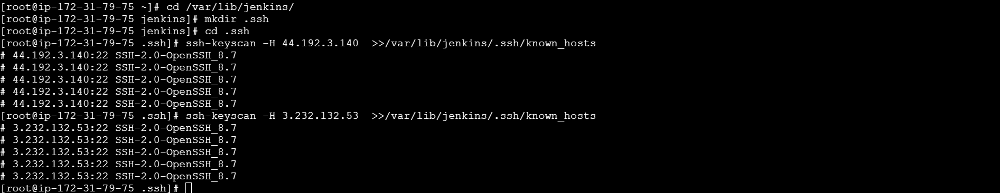 [root@ip-172-31-79-75 ~]# cd /var/lib/jenkins/
[root@ip-172-31-79-75 jenkins]# mkdir .ssh
[root@ip-172-31-79-75 jenkins]# cd .ssh
[root@ip-172-31-79-75 .ssh]# ssh-keyscan -H 44.192.3.140  >>/var/lib/jenkins/.ssh/known_hosts
# 44.192.3.140:22 SSH-2.0-OpenSSH_8.7
# 44.192.3.140:22 SSH-2.0-OpenSSH_8.7
# 44.192.3.140:22 SSH-2.0-OpenSSH_8.7
# 44.192.3.140:22 SSH-2.0-OpenSSH_8.7
# 44.192.3.140:22 SSH-2.0-OpenSSH_8.7
[root@ip-172-31-79-75 .ssh]# ssh-keyscan -H 3.232.132.53  >>/var/lib/jenkins/.ssh/known_hosts
# 3.232.132.53:22 SSH-2.0-OpenSSH_8.7
# 3.232.132.53:22 SSH-2.0-OpenSSH_8.7
# 3.232.132.53:22 SSH-2.0-OpenSSH_8.7
# 3.232.132.53:22 SSH-2.0-OpenSSH_8.7
# 3.232.132.53:22 SSH-2.0-OpenSSH_8.7
[root@ip-172-31-79-75 .ssh]#